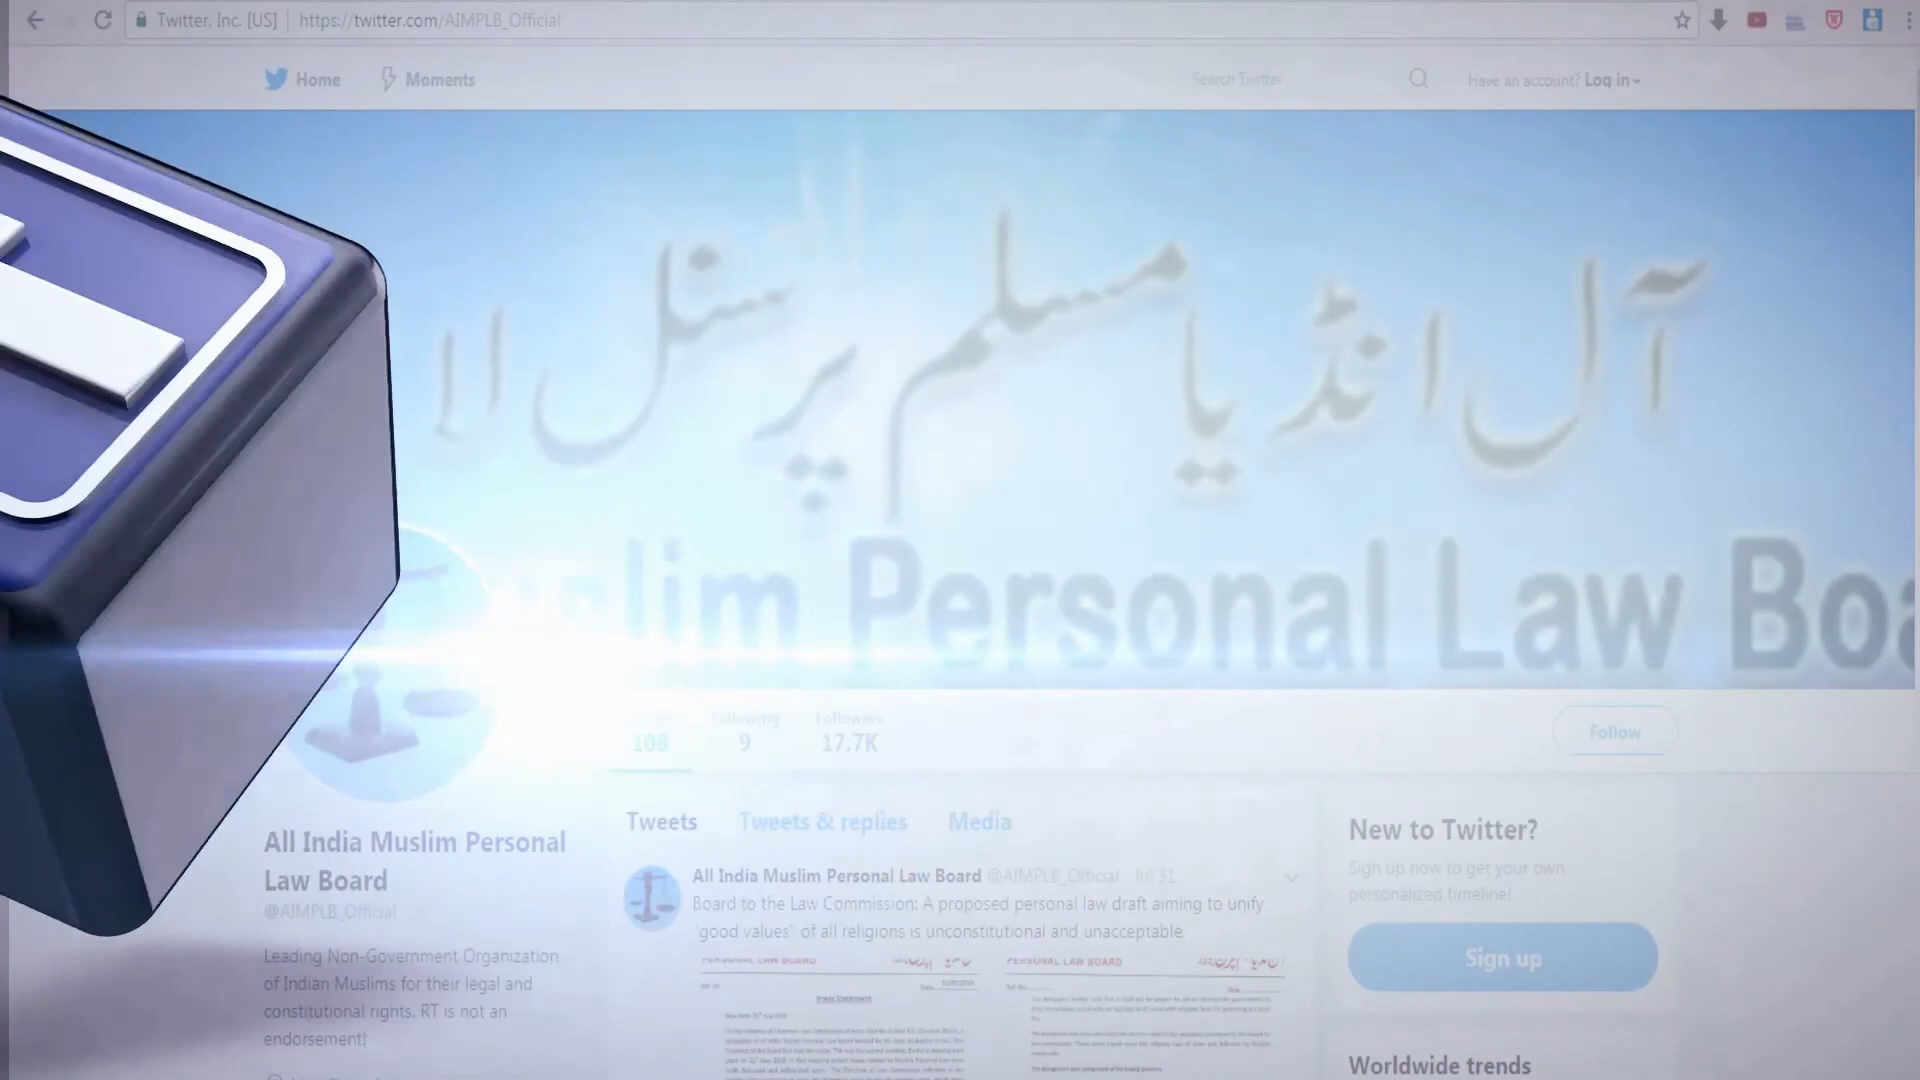 Twitter, Inc. [US] https://twitter.com/AIMPLB_Official
Home Moments Search Twitter Have an account? Log in
آل انڈیا مسلم پرسنل لا
lim Personal Law Boa
Following Followers
108 9 17.7K
Follow
All India Muslim Personal
Law Board
@AIMPLB_Official
Leading Non-Government Organization
of Indian Muslims for their legal and
constitutional rights. RT is not an
endorsement!
Tweets Tweets & replies Media
All India Muslim Personal Law Board @AIMPLB_Official Jul 31
Board to the Law Commission: A proposed personal law draft aiming to unify
"good values" of all religions is unconstitutional and unacceptable.
PERSONAL LAW BOARD
Press Statement
PERSONAL LAW BOARD
New to Twitter?
Sign up now to get your own
personalized timeline!
Sign up
Worldwide trends